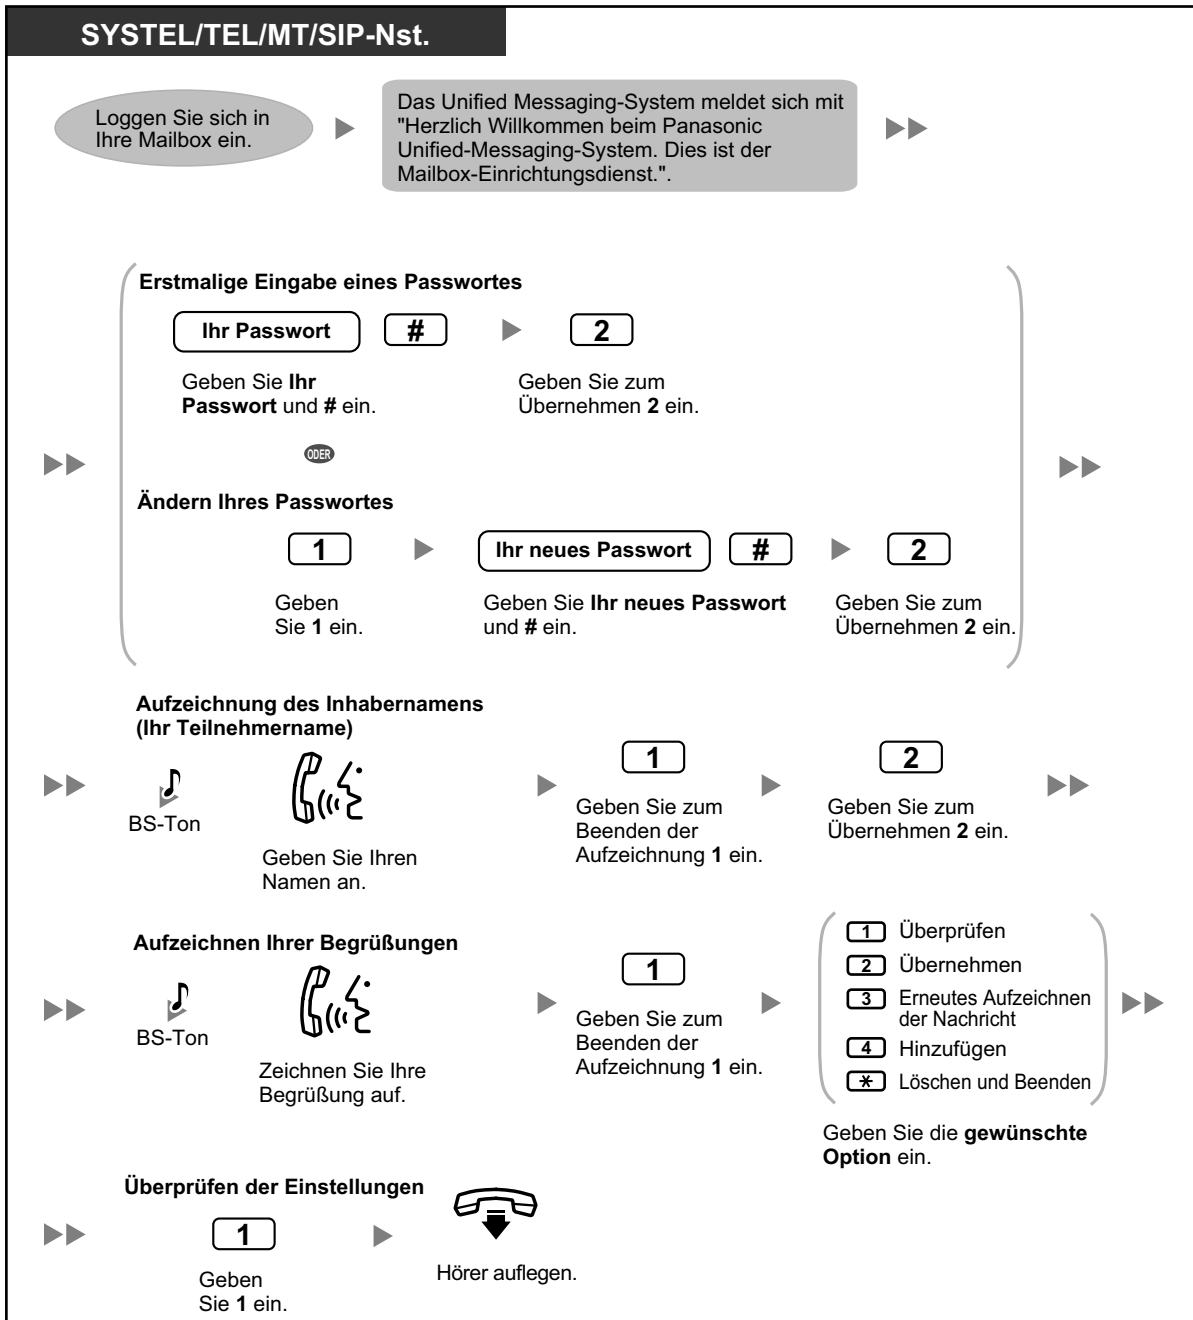 SYSTEL/TEL/MT/SIP-Nst.
Loggen Sie sich in
Ihre Mailbox ein.
Das Unified Messaging-System meldet sich mit
"Herzlich Willkommen beim Panasonic
Unified-Messaging-System. Dies ist der
Mailbox-Einrichtungsdienst.".
Erstmalige Eingabe eines Passwortes
Ihr Passwort # 2
Geben Sie Ihr
Passwort und # ein.
Geben Sie zum
Übernehmen 2 ein.
ODER
Ändern Ihres Passwortes
1 Ihr neues Passwort # 2
Geben
Sie 1 ein.
Geben Sie Ihr neues Passwort
und # ein.
Geben Sie zum
Übernehmen 2 ein.
Aufzeichnung des Inhabernamens
(Ihr Teilnehmername)
BS-Ton
Geben Sie Ihren
Namen an.
1
Geben Sie zum
Beenden der
Aufzeichnung 1 ein.
2
Geben Sie zum
Übernehmen 2 ein.
Aufzeichnen Ihrer Begrüßungen
BS-Ton
Zeichnen Sie Ihre
Begrüßung auf.
1
Geben Sie zum
Beenden der
Aufzeichnung 1 ein.
1 Überprüfen
2 Übernehmen
3 Erneutes Aufzeichnen
der Nachricht
4 Hinzufügen
* Löschen und Beenden
Geben Sie die gewünschte
Option ein.
Überprüfen der Einstellungen
1
Geben
Sie 1 ein.
Hörer auflegen.